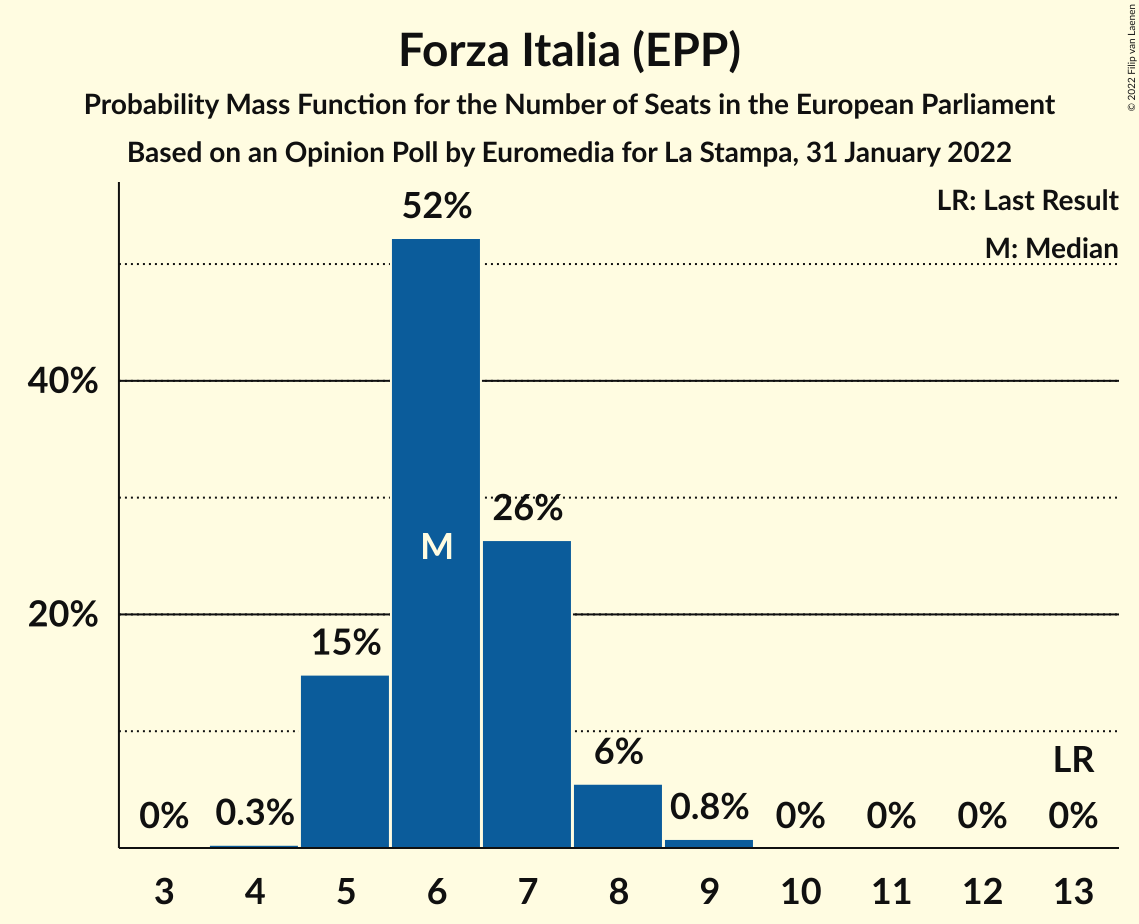 Forza Italia (EPP)
Probability Mass Function for the Number of Seats in the European Parliament
Based on an Opinion Poll by Euromedia for La Stampa, 31 January 2022
© 2022 Filip van Laenen
LR: Last Result
M: Median
52%
40%
26%
M
20%
15%
6%
LR
0% 0.3% 0.8% 0% 0% 0% 0%
3 4 5 6 7 8 9 10 11 12 13